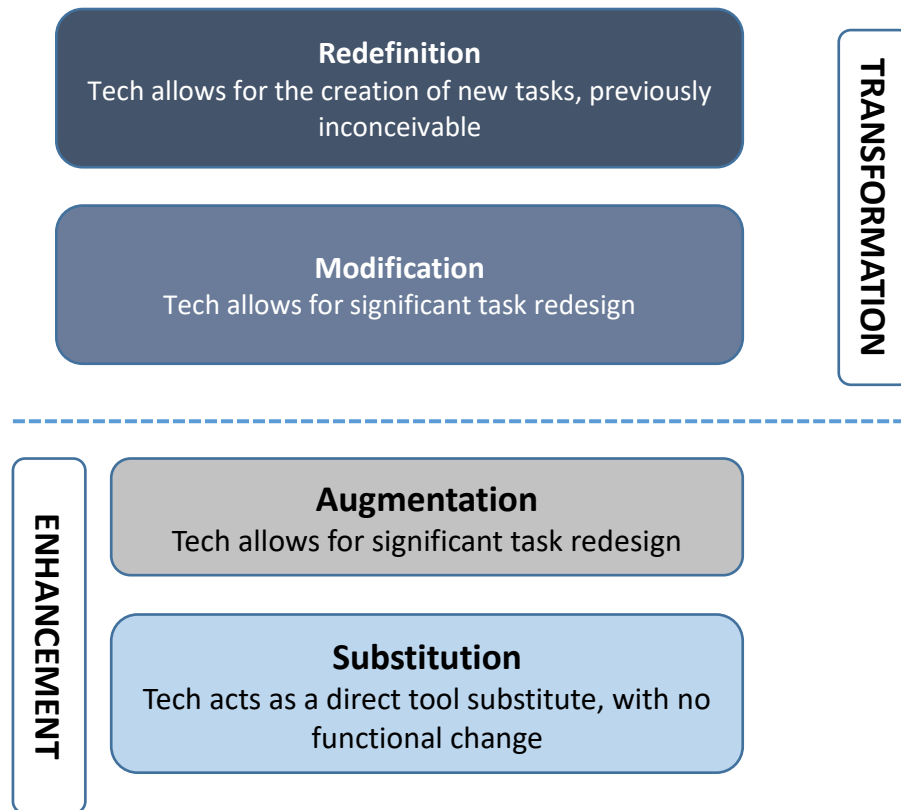 Redefinition
Tech allows for the creation of new tasks, previously
inconceivable
TRANSFORMATION
Modification
Tech allows for significant task redesign
ENHANCEMENT
Augmentation
Tech allows for significant task redesign
Substitution
Tech acts as a direct tool substitute, with no
functional change